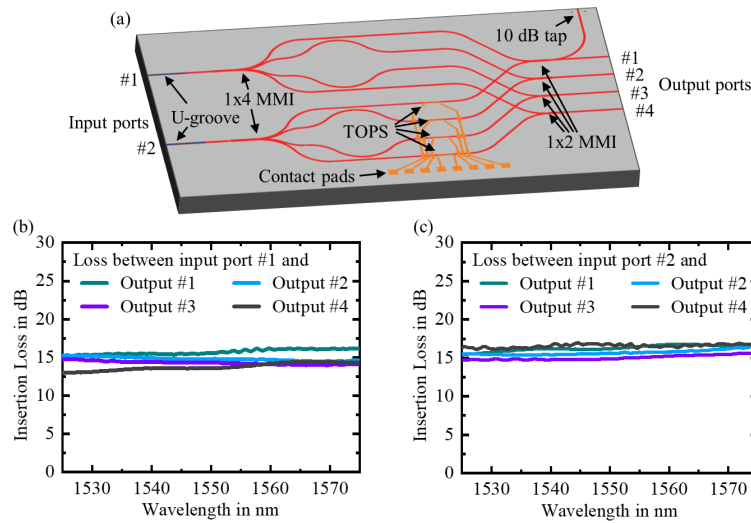 (a)
10 dB tap
#1
#1
#2
#3
#4
Output ports
1x4 MMI
U-groove
Input ports
#2
TOPS
1x2 MMI
Contact pads
(b)
Loss between input port #1 and
Output #1 Output #2
Output #3 Output #4
Insertion Loss in dB
30
25
20
15
10
5
0
1530 1540 1550 1560 1570
Wavelength in nm
(c)
Loss between input port #2 and
Output #1 Output #2
Output #3 Output #4
Insertion Loss in dB
30
25
20
15
10
5
0
1530 1540 1550 1560 1570
Wavelength in nm